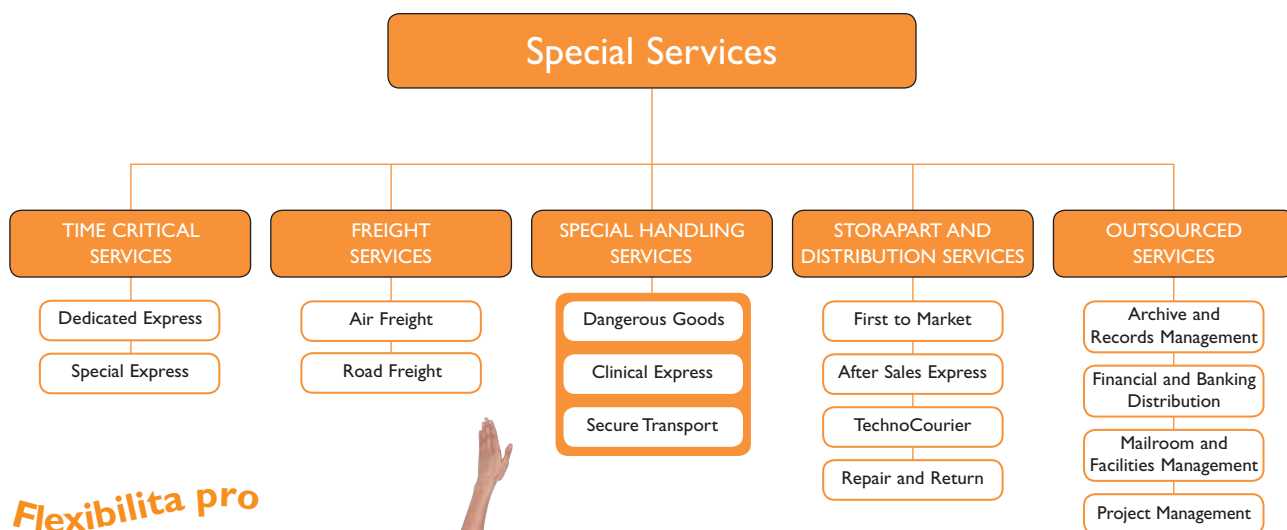 Special Services
TIME CRITICAL
SERVICES
Dedicated Express
Special Express
FREIGHT
SERVICES
Air Freight
Road Freight
SPECIAL HANDLING
SERVICES
Dangerous Goods
Clinical Express
Secure Transport
STORAPART AND
DISTRIBUTION SERVICES
First to Market
After Sales Express
TechnoCourier
Repair and Return
OUTSOURCED
SERVICES
Archive and
Records Management
Financial and Banking
Distribution
Mailroom and
Facilities Management
Project Management
Flexibilita pro